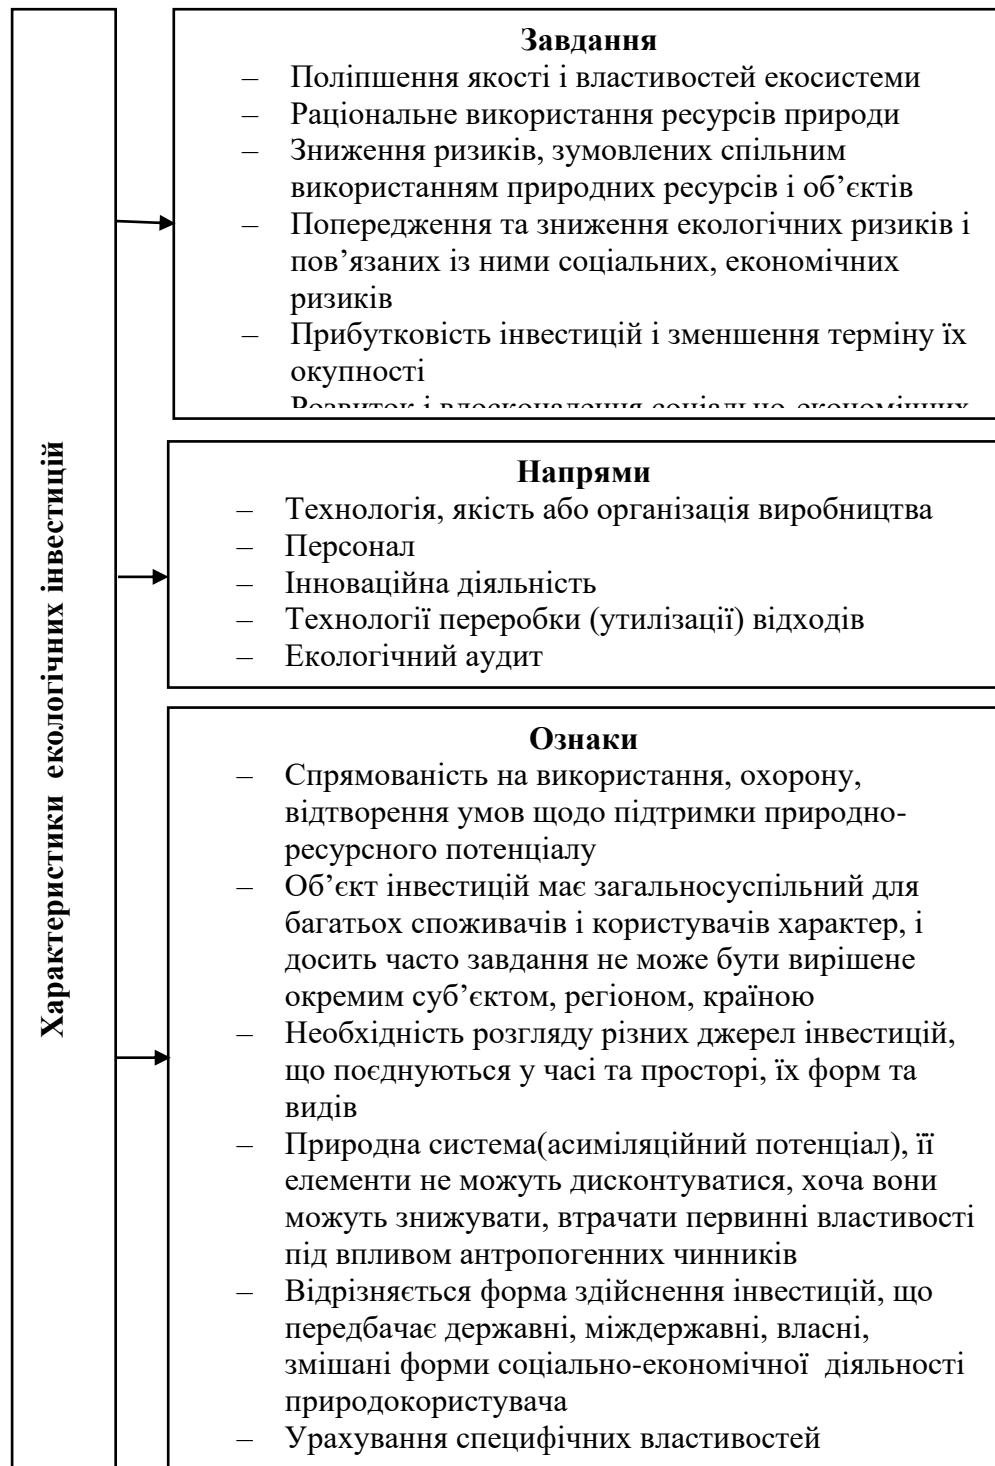 Характеристики екологічних інвестицій
Завдання
– Поліпшення якості і властивостей екосистеми
– Раціональне використання ресурсів природи
– Зниження ризиків, зумовлених спільним
використанням природних ресурсів і об’єктів
– Попередження та зниження екологічних ризиків і
пов’язаних із ними соціальних, економічних
ризиків
– Прибутковість інвестицій і зменшення терміну їх
окупності
Розвиток і вдосконалення соціально-економічних
Напрями
– Технологія, якість або організація виробництва
– Персонал
– Інноваційна діяльність
– Технології переробки (утилізації) відходів
– Екологічний аудит
Ознаки
– Спрямованість на використання, охорону,
відтворення умов щодо підтримки природно-
ресурсного потенціалу
– Об’єкт інвестицій має загальносуспільний для
багатьох споживачів і користувачів характер, і
досить часто завдання не може бути вирішене
окремим суб’єктом, регіоном, країною
– Необхідність розгляду різних джерел інвестицій,
що поєднуються у часі та просторі, їх форм та
видів
– Природна система(асиміляційний потенціал), її
елементи не можуть дисконтуватися, хоча вони
можуть знижувати, втрачати первинні властивості
під впливом антропогенних чинників
– Відрізняється форма здійснення інвестицій, що
передбачає державні, міждержавні, власні,
змішані форми соціально-економічної діяльності
природокористувача
– Урахування специфічних властивостей